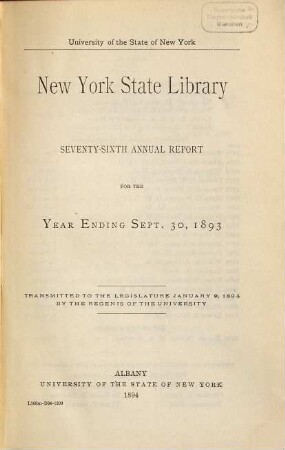 University of the State of New York
New York State Library
SEVENTY-SIXTH ANNUAL REPORT
FOR THE
YEAR ENDING SEPT. 30, 1893
TRANSMITTED TO THE LEGISLATURE JANUARY 9, 1894
BY THE REGENTS OF THE UNIVERSITY
ALBANY
UNIVERSITY OF THE STATE OF NEW YORK
1894